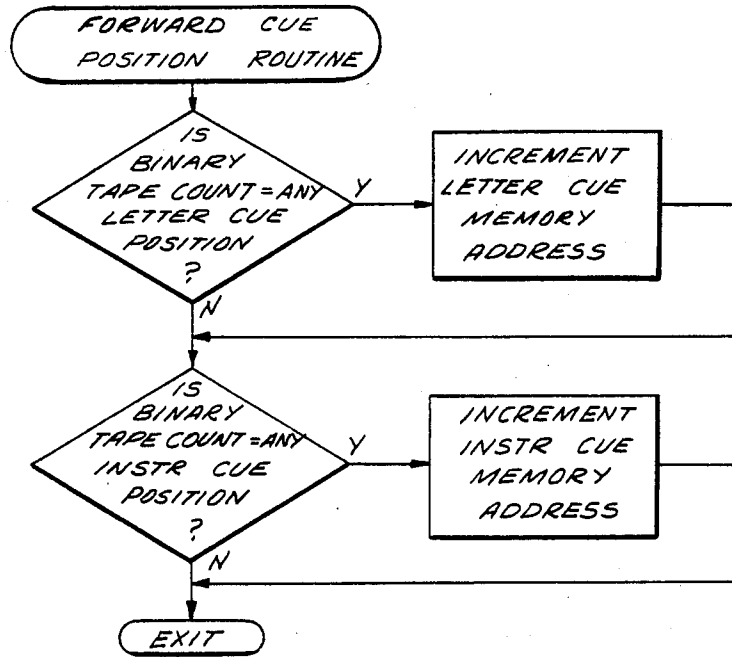 FORWARD CUE
POSITION ROUTINE
IS
BINARY
TAPE COUNT = ANY
LETTER CUE
POSITION
?
Y
INCREMENT
LETTER CUE
MEMORY
ADDRESS
N
IS
BINARY
TAPE COUNT = ANY
INSTR CUE
POSITION
?
Y
INCREMENT
INSTR CUE
MEMORY
ADDRESS
N
EXIT